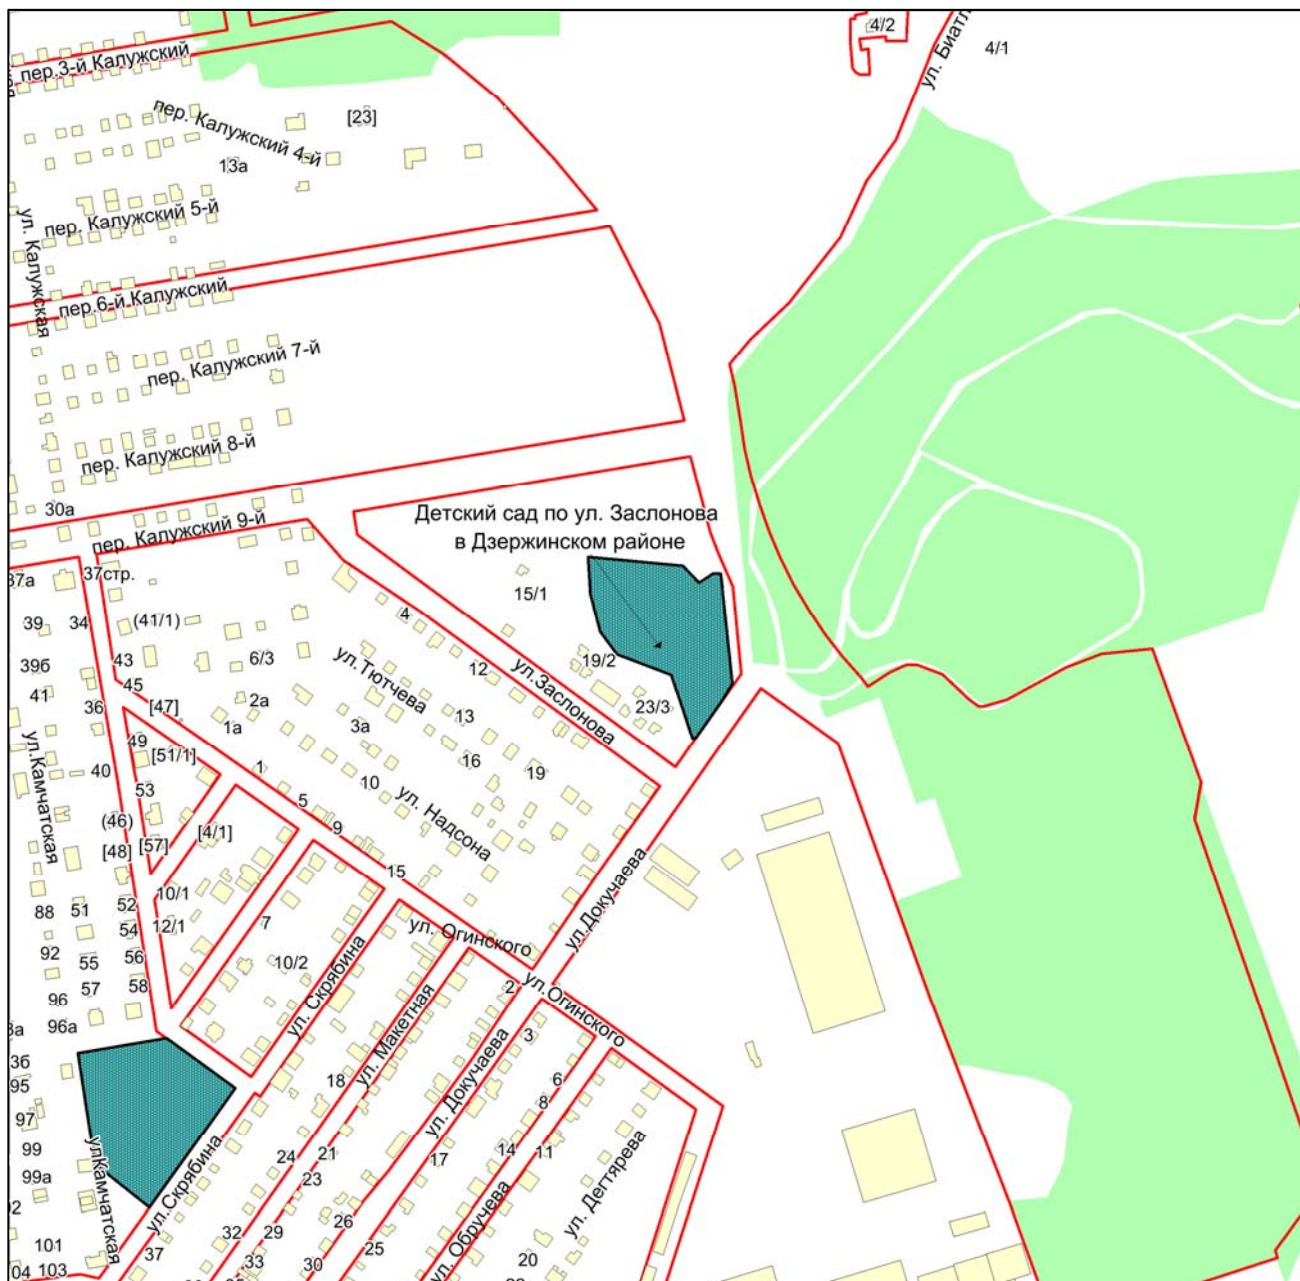 4/2
4/1
пер.3-й Калужский
ул. Биатл
[23]
пер. Калужский 4-й
13а
пер. Калужский 5-й
ул. Калужская
пер.6-й Калужский
пер. Калужский 7-й
пер. Калужский 8-й
30а
пер. Калужский 9-й
Детский сад по ул. Заслонова
в Дзержинском районе
37а
37стр.
15/1
39
34
(41/1)
4
39б
43
6/3
ул.Тютчева
12
19/2
ул.Заслонова
41
45
36
[47]
2а
1а
3а
13
23/3
ул.Камчатская
49
[51/1]
40
53
1
10
16
19
5
ул. Надсона
(46)
[4/1]
9
[48]
[57]
15
10/1
88
51
52
12/1
54
7
ул. Огинского
ул.Докучаева
92
55
56
10/2
ул. Скрябина
57
58
2
ул.Огинского
96
96а
ул. Макетная
3
ул. Докучаева
95
18
6
97
8
99
24
21
17
14
11
99а
23
ул. Дегтярева
улКамчатская
ул.Скрябина
26
ул. Обручева
32
29
25
101
37
33
30
20
103
04